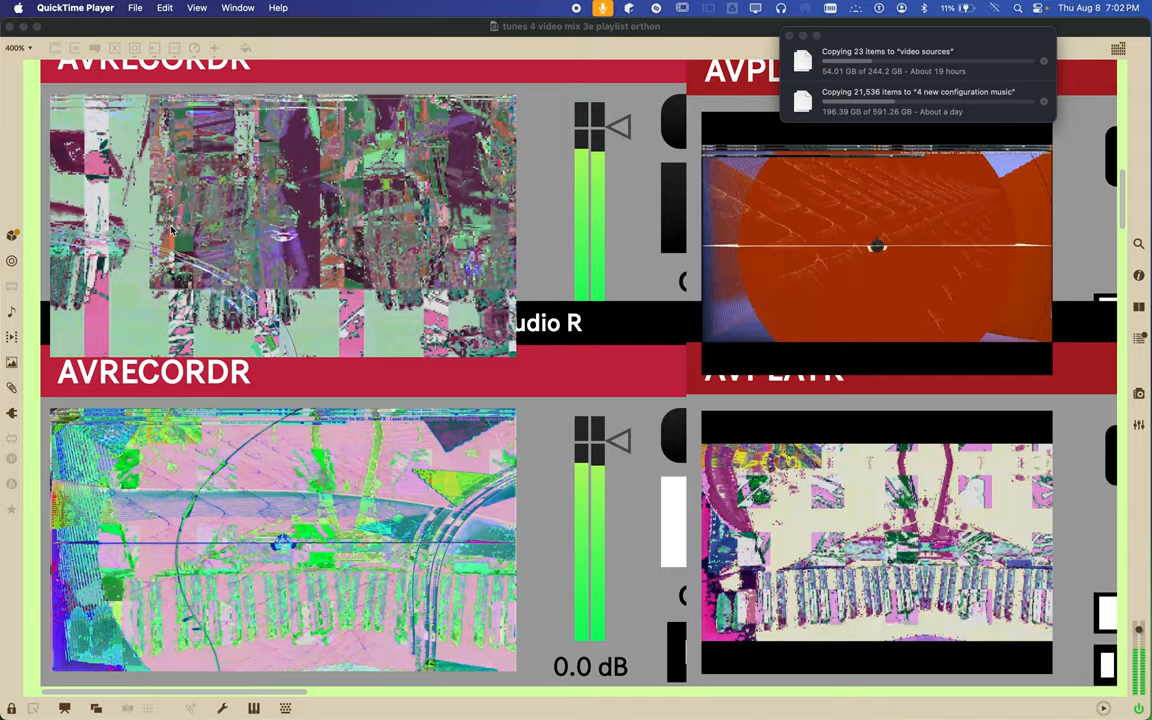 QuickTime Player File Edit View Window Help
11% Thu Aug 8 7:02 PM
tunes 4 video mix 3e playlist orthon
400%
Copying 23 items to “video sources”
54.01 GB of 244.2 GB - About 19 hours
Copying 21,536 items to “4 new configuration music”
196.39 GB of 591.26 GB - About a day
AVRECORDR
AVPL
udio R
AVRECORDR
AVPLAYR
0.0 dB